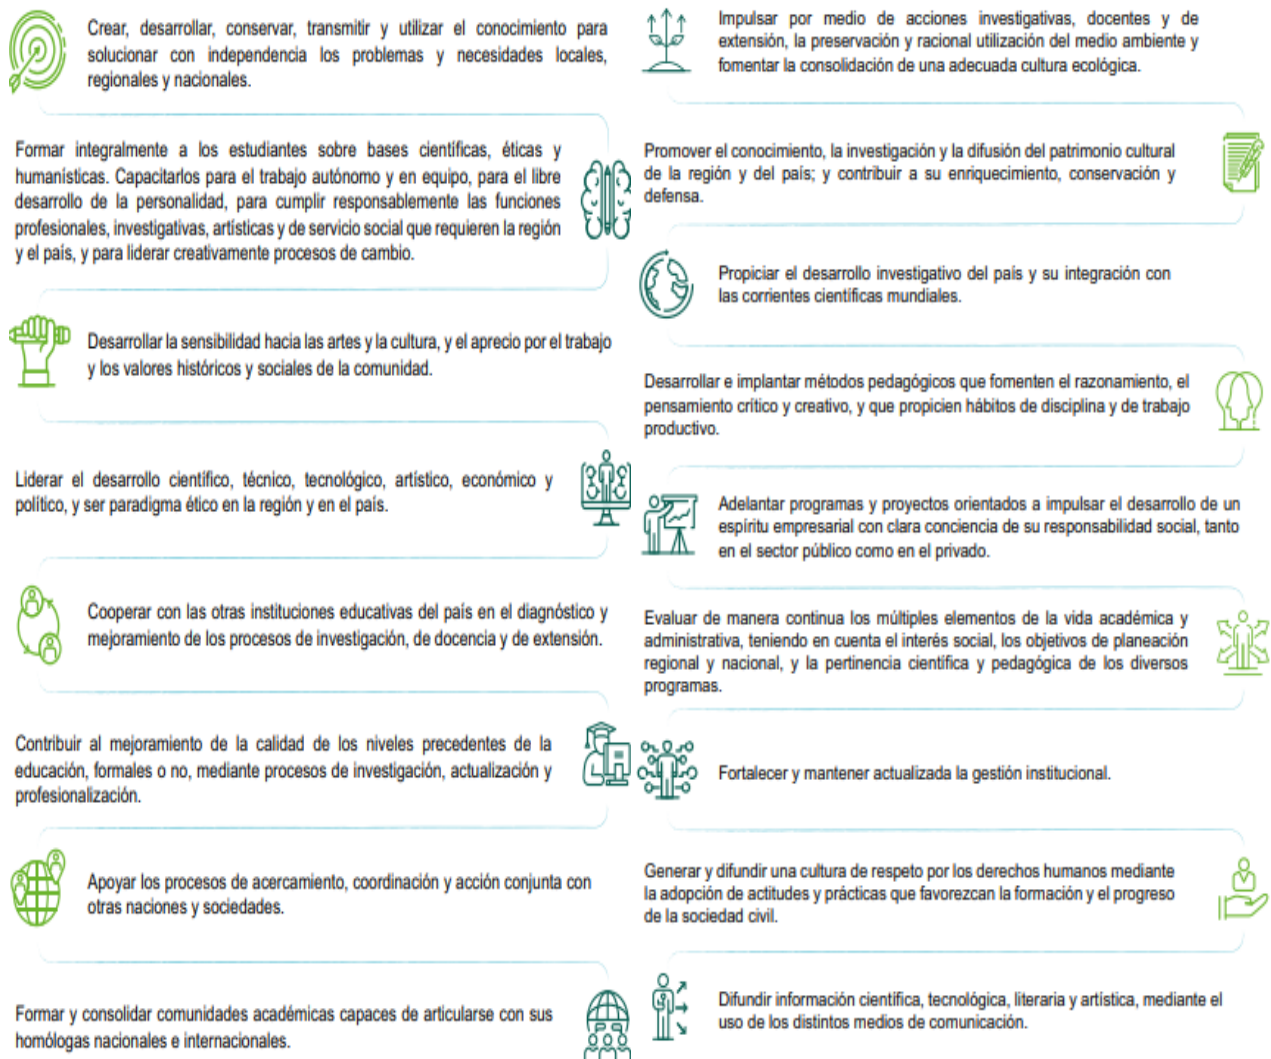 Crear, desarrollar, conservar, transmitir y utilizar el conocimiento para
solucionar con independencia los problemas y necesidades locales,
regionales y nacionales.
Formar integralmente a los estudiantes sobre bases científicas, éticas y
humanísticas. Capacitarlos para el trabajo autónomo y en equipo, para el libre
desarrollo de la personalidad, para cumplir responsablemente las funciones
profesionales, investigativas, artísticas y de servicio social que requieren la región
y el país, y para liderar creativamente procesos de cambio.
Desarrollar la sensibilidad hacia las artes y la cultura, y el aprecio por el trabajo
y los valores históricos y sociales de la comunidad.
Liderar el desarrollo científico, técnico, tecnológico, artístico, económico y
político, y ser paradigma ético en la región y en el país.
Cooperar con las otras instituciones educativas del país en el diagnóstico y
mejoramiento de los procesos de investigación, de docencia y de extensión.
Contribuir al mejoramiento de la calidad de los niveles precedentes de la
educación, formales o no, mediante procesos de investigación, actualización y
profesionalización.
Apoyar los procesos de acercamiento, coordinación y acción conjunta con
otras naciones y sociedades.
Formar y consolidar comunidades académicas capaces de articularse con sus
homólogas nacionales e internacionales.
Impulsar por medio de acciones investigativas, docentes y de
extensión, la preservación y racional utilización del medio ambiente y
fomentar la consolidación de una adecuada cultura ecológica.
Promover el conocimiento, la investigación y la difusión del patrimonio cultural
de la región y del país; y contribuir a su enriquecimiento, conservación y
defensa.
Propiciar el desarrollo investigativo del país y su integración con
las corrientes científicas mundiales.
Desarrollar e implantar métodos pedagógicos que fomenten el razonamiento, el
pensamiento crítico y creativo, y que propicien hábitos de disciplina y de trabajo
productivo.
Adelantar programas y proyectos orientados a impulsar el desarrollo de un
espíritu empresarial con clara conciencia de su responsabilidad social, tanto
en el sector público como en el privado.
Evaluar de manera continua los múltiples elementos de la vida académica y
administrativa, teniendo en cuenta el interés social, los objetivos de planeación
regional y nacional, y la pertinencia científica y pedagógica de los diversos
programas.
Fortalecer y mantener actualizada la gestión institucional.
Generar y difundir una cultura de respeto por los derechos humanos mediante
la adopción de actitudes y prácticas que favorezcan la formación y el progreso
de la sociedad civil.
Difundir información científica, tecnológica, literaria y artística, mediante el
uso de los distintos medios de comunicación.